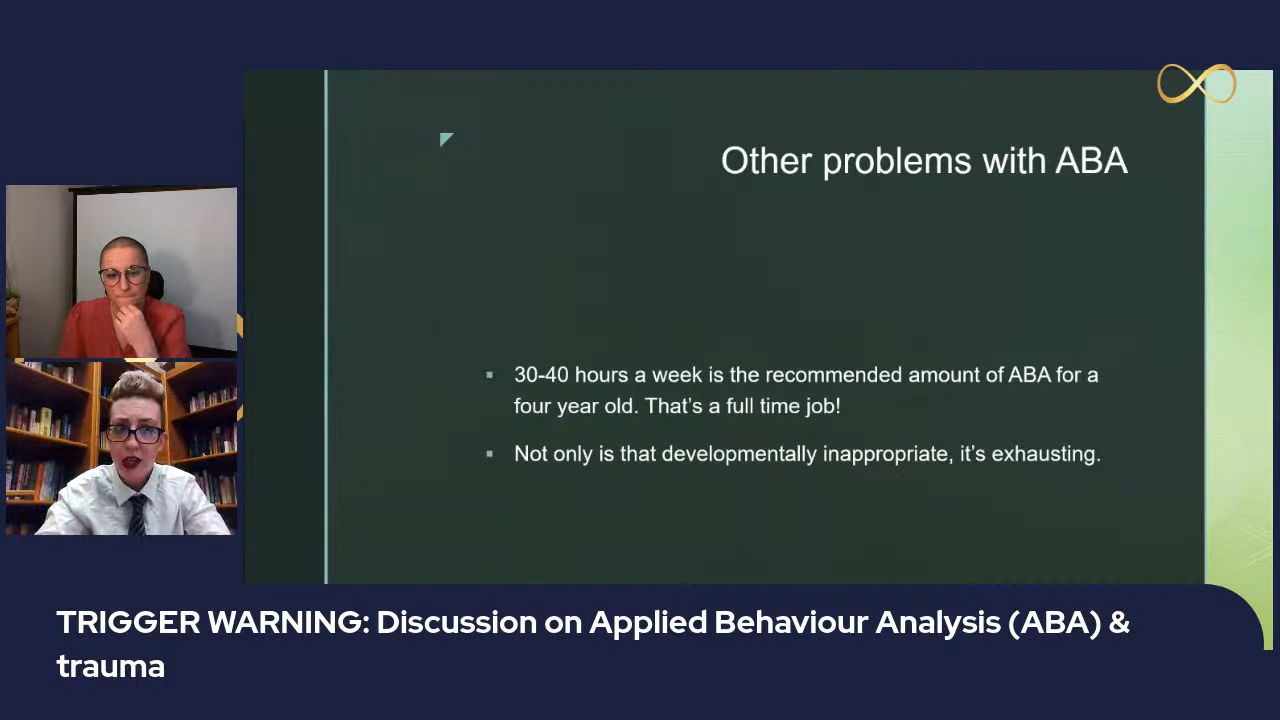 Other problems with ABA
30-40 hours a week is the recommended amount of ABA for a
four year old. That’s a full time job!
Not only is that developmentally inappropriate, it’s exhausting.
TRIGGER WARNING: Discussion on Applied Behaviour Analysis (ABA) &
trauma